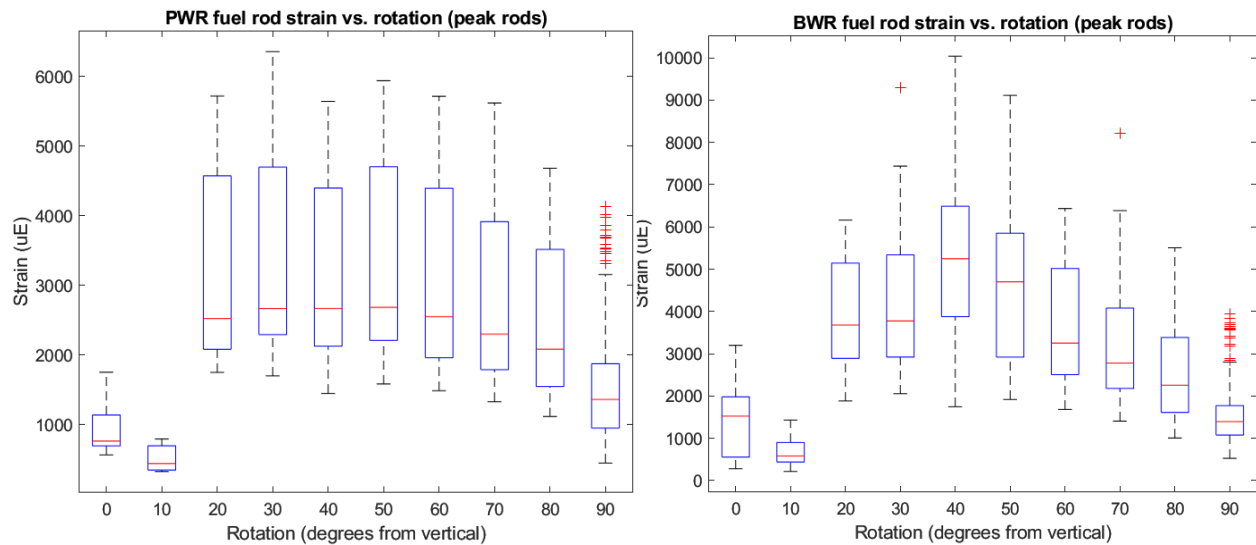 PWR fuel rod strain vs. rotation (peak rods)
6000
5000
4000
3000
2000
1000
Strain (uE)
0 10 20 30 40 50 60 70 80 90
Rotation (degrees from vertical)
BWR fuel rod strain vs. rotation (peak rods)
10000
9000
8000
7000
6000
5000
4000
3000
2000
1000
0
Strain (uE)
0 10 20 30 40 50 60 70 80 90
Rotation (degrees from vertical)